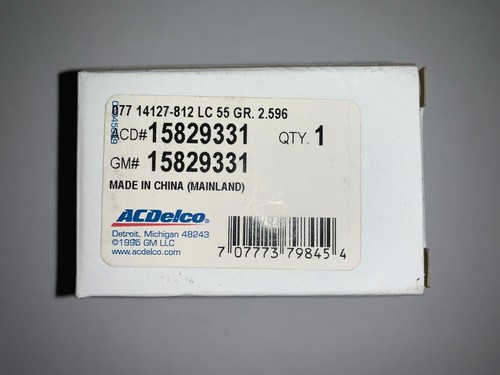 077 14127-812 LC 55 GR. 2.596
ACD# 15829331 QTY. 1
GM# 15829331
MADE IN CHINA (MAINLAND)
ACDelco®
Detroit, Michigan 48243
©1996 GM LLC
www.acdelco.com
7 07773 79845 4